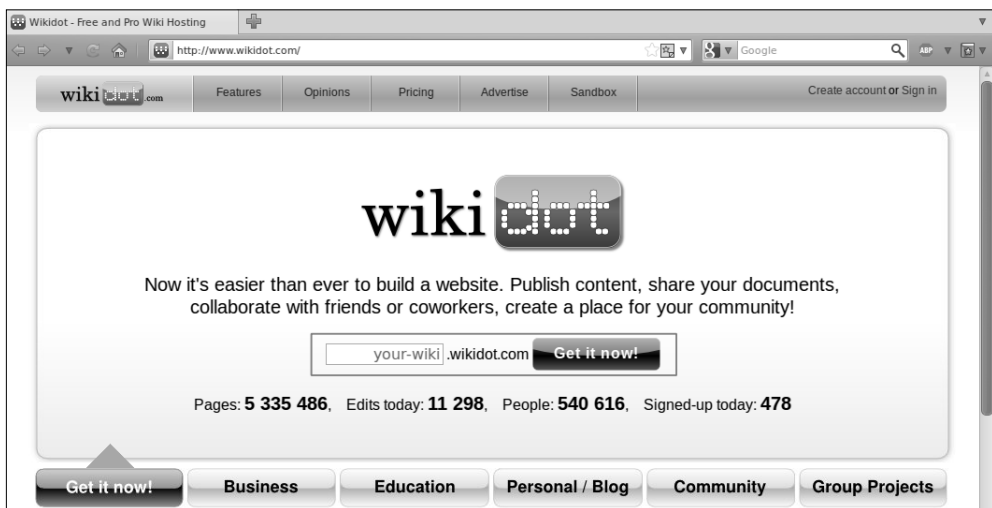 Wikidot - Free and Pro Wiki Hosting
http://www.wikidot.com/
Google
ABP
wikidot.com Features Opinions Pricing Advertise Sandbox Create account or Sign in
wikidot
Now it's easier than ever to build a website. Publish content, share your documents,
collaborate with friends or coworkers, create a place for your community!
your-wiki .wikidot.com Get it now!
Pages: 5 335 486, Edits today: 11 298, People: 540 616, Signed-up today: 478
Get it now! Business Education Personal / Blog Community Group Projects